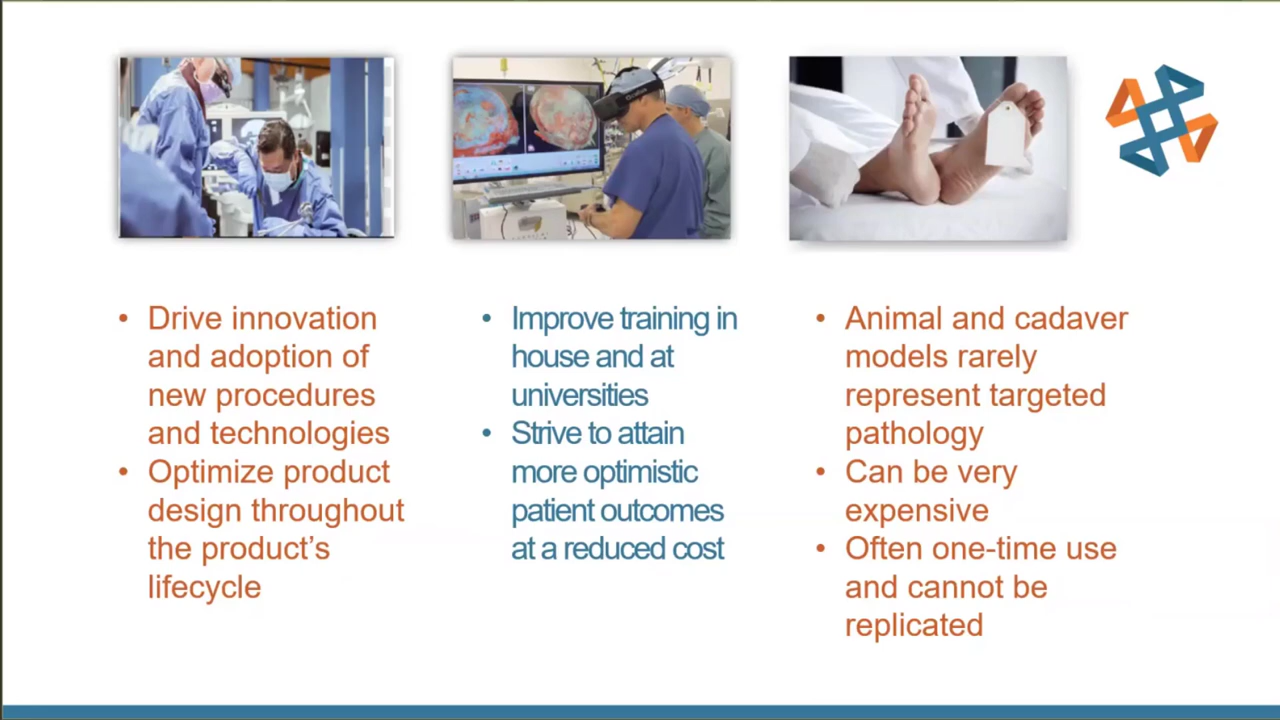 oculus
• Drive innovation
and adoption of
new procedures
and technologies
• Optimize product
design throughout
the product’s
lifecycle
• Improve training in
house and at
universities
• Strive to attain
more optimistic
patient outcomes
at a reduced cost
• Animal and cadaver
models rarely
represent targeted
pathology
• Can be very
expensive
• Often one-time use
and cannot be
replicated